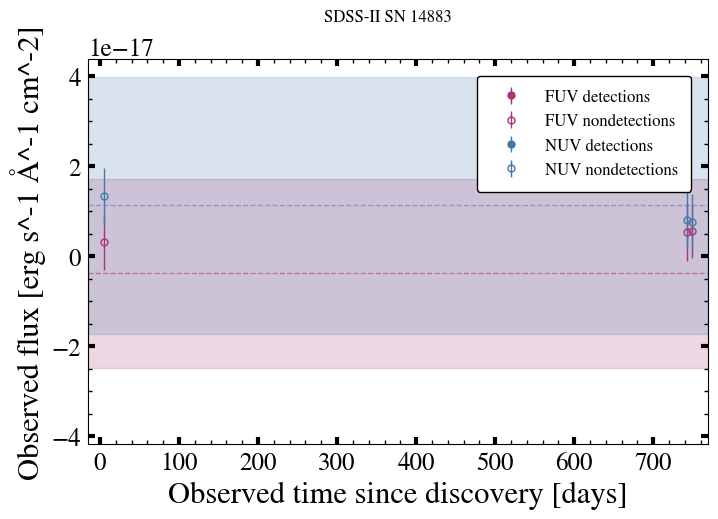 SDSS-II SN 14883
1e−17
Observed flux [erg s^-1 Å^-1 cm^-2]
4
2
0
−2
−4
FUV detections
FUV nondetections
NUV detections
NUV nondetections
0 100 200 300 400 500 600 700
Observed time since discovery [days]